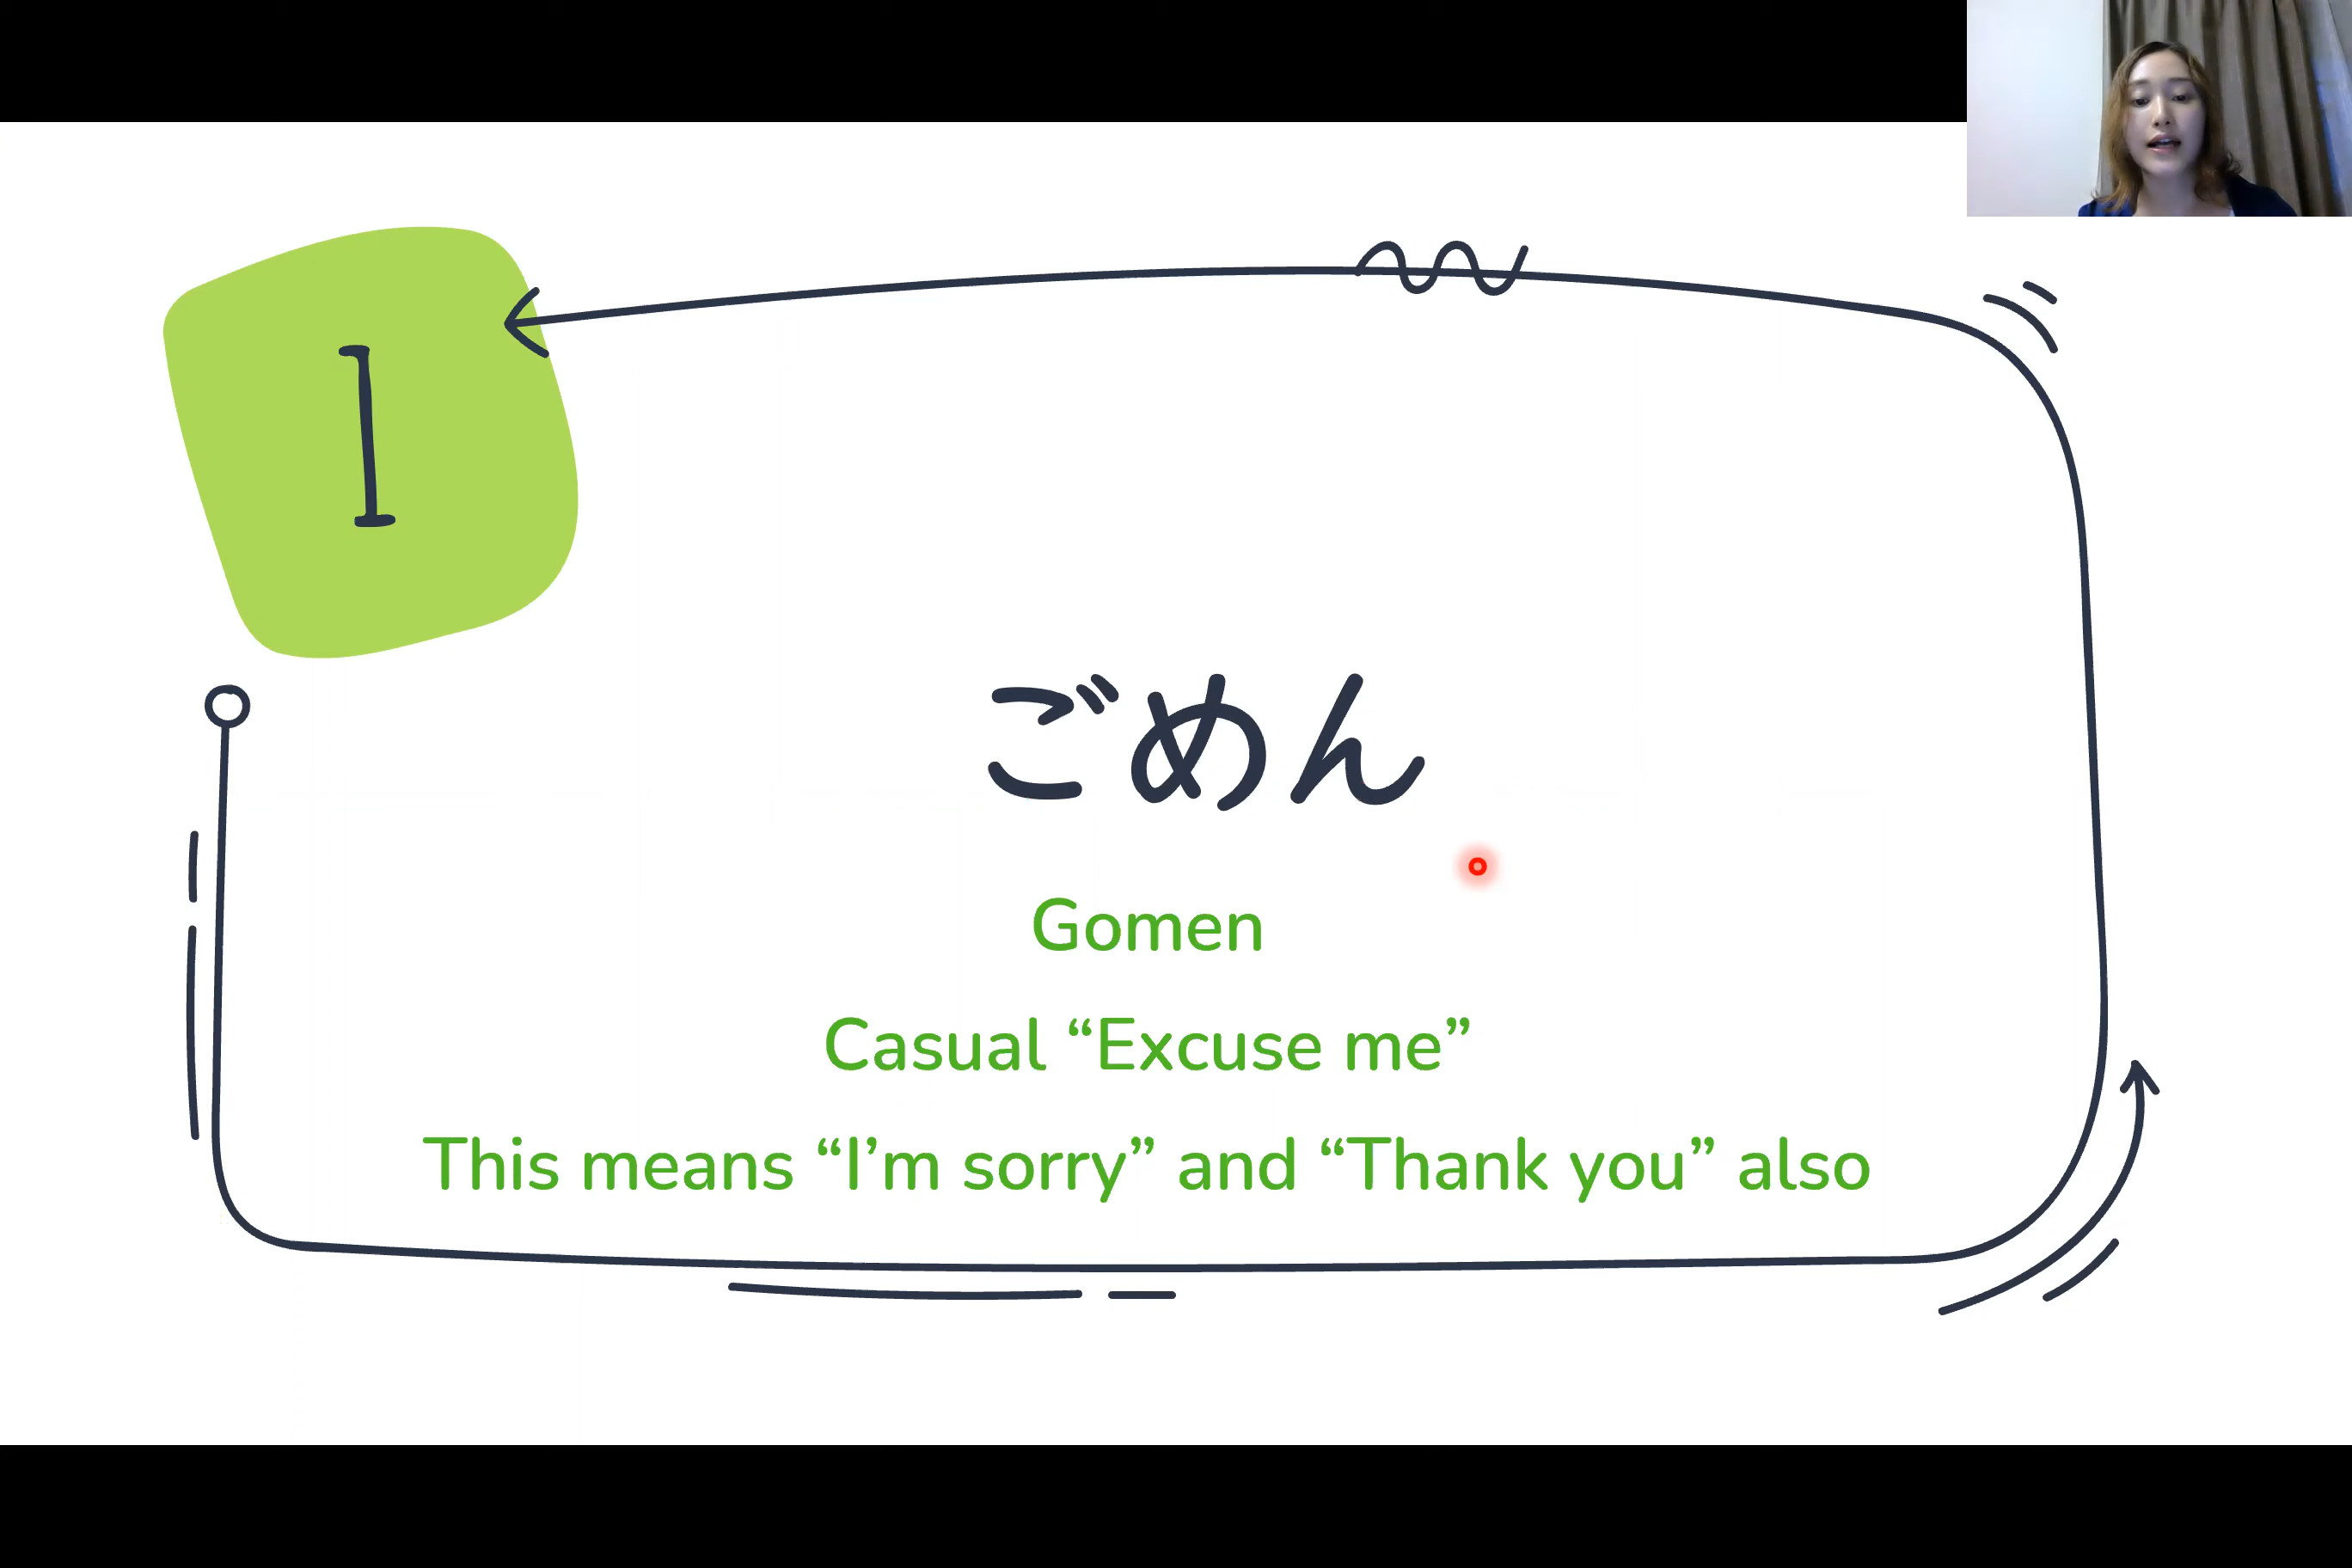 1
ごめん
Gomen
Casual “Excuse me”
This means “I’m sorry” and “Thank you” also